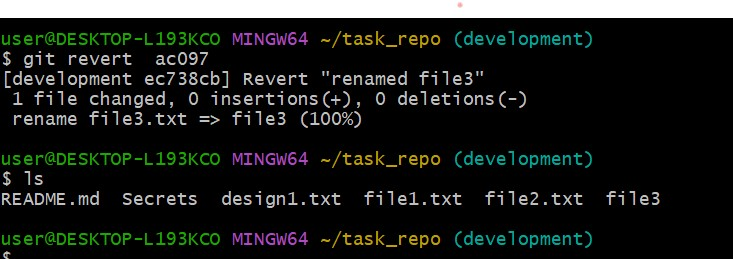 user@DESKTOP-L193KCO MINGW64 ~/task_repo (development)
$ git revert  ac097
[development ec738cb] Revert "renamed file3"
 1 file changed, 0 insertions(+), 0 deletions(-)
 rename file3.txt => file3 (100%)

user@DESKTOP-L193KCO MINGW64 ~/task_repo (development)
$ ls
README.md  Secrets  design1.txt  file1.txt  file2.txt  file3

user@DESKTOP-L193KCO MINGW64 ~/task_repo (development)
$